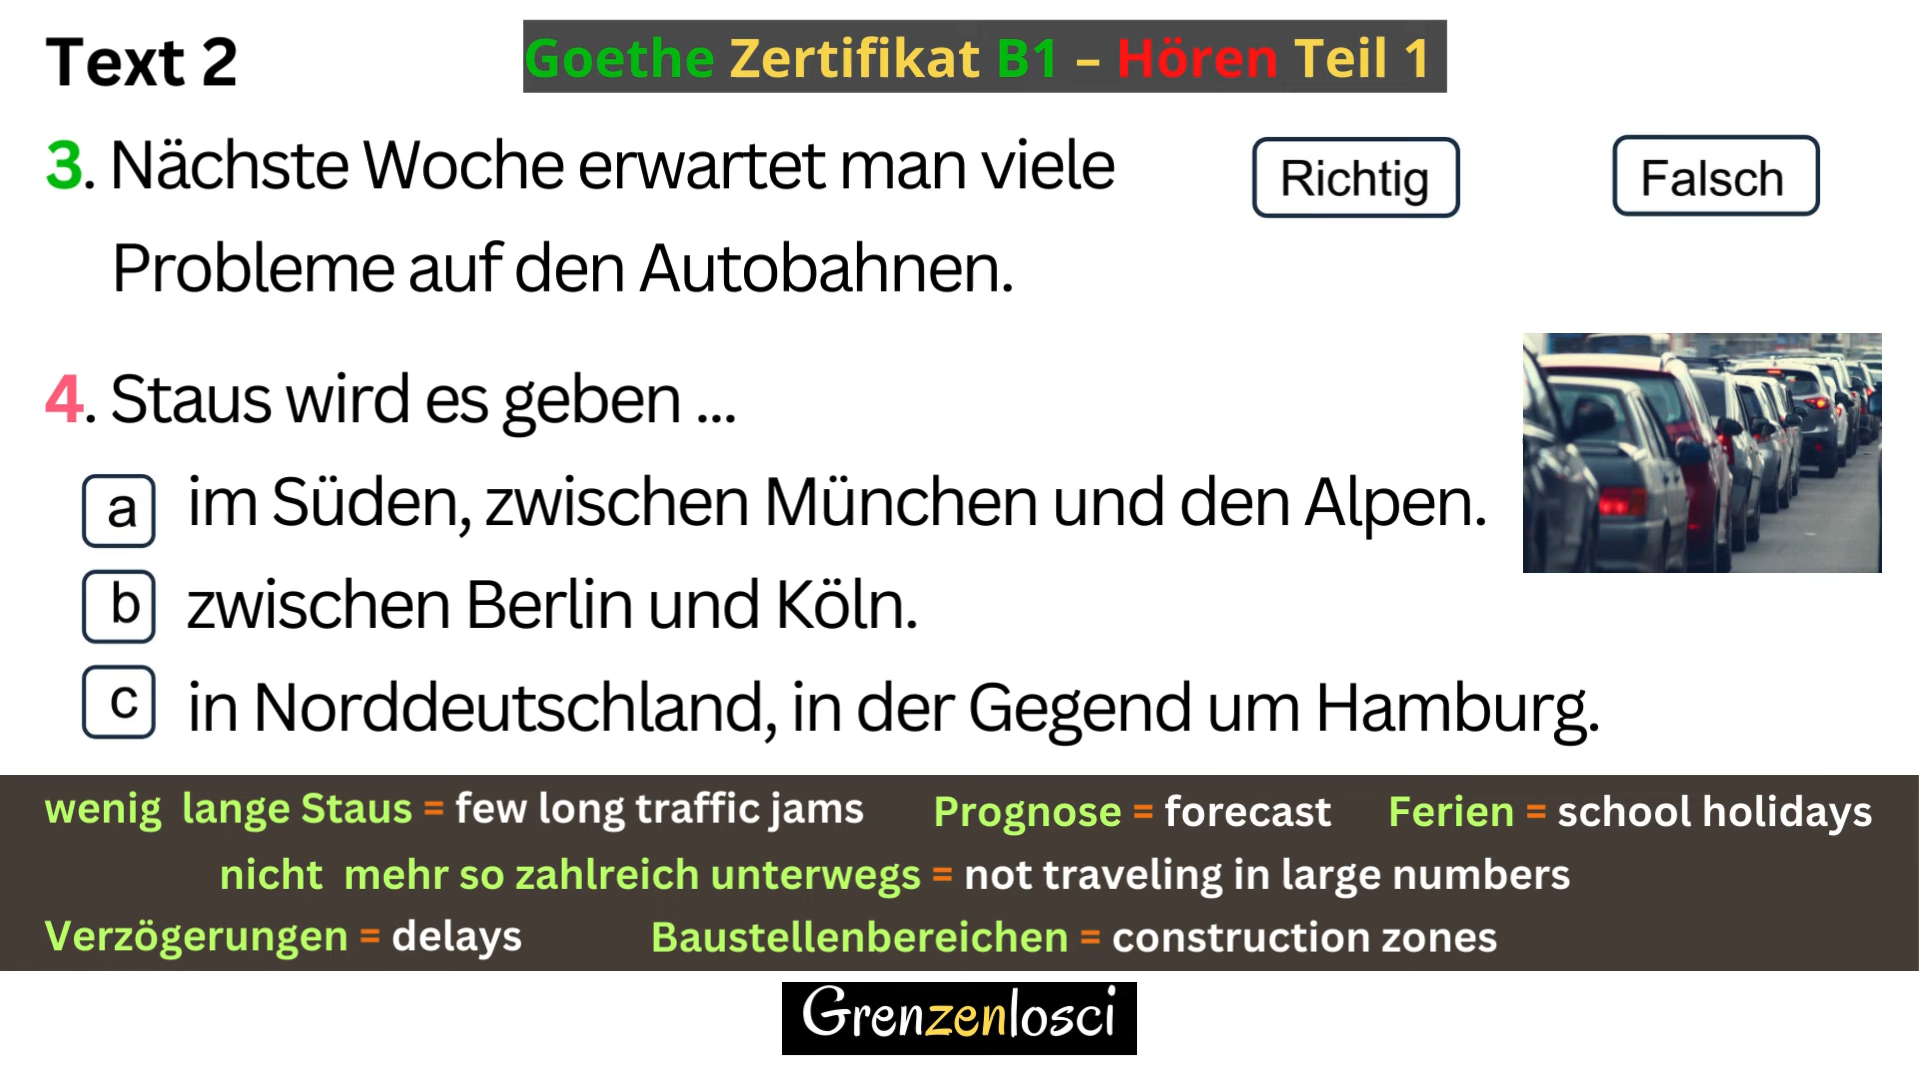 Text 2
Goethe Zertifikat B1 – Hören Teil 1
3. Nächste Woche erwartet man viele
Probleme auf den Autobahnen.
Richtig
Falsch
4. Staus wird es geben ...
a im Süden, zwischen München und den Alpen.
b zwischen Berlin und Köln.
c in Norddeutschland, in der Gegend um Hamburg.
wenig lange Staus = few long traffic jams Prognose = forecast Ferien = school holidays
nicht mehr so zahlreich unterwegs = not traveling in large numbers
Verzögerungen = delays Baustellenbereichen = construction zones
Grenzenlosci